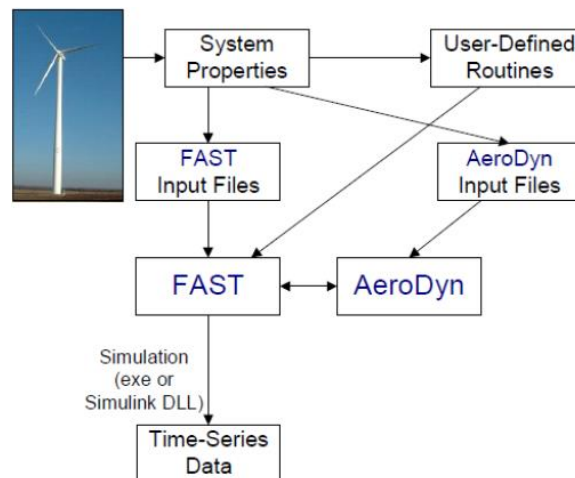 System
Properties
User-Defined
Routines
FAST
Input Files
AeroDyn
Input Files
FAST
AeroDyn
Simulation
(exe or
Simulink DLL)
Time-Series
Data